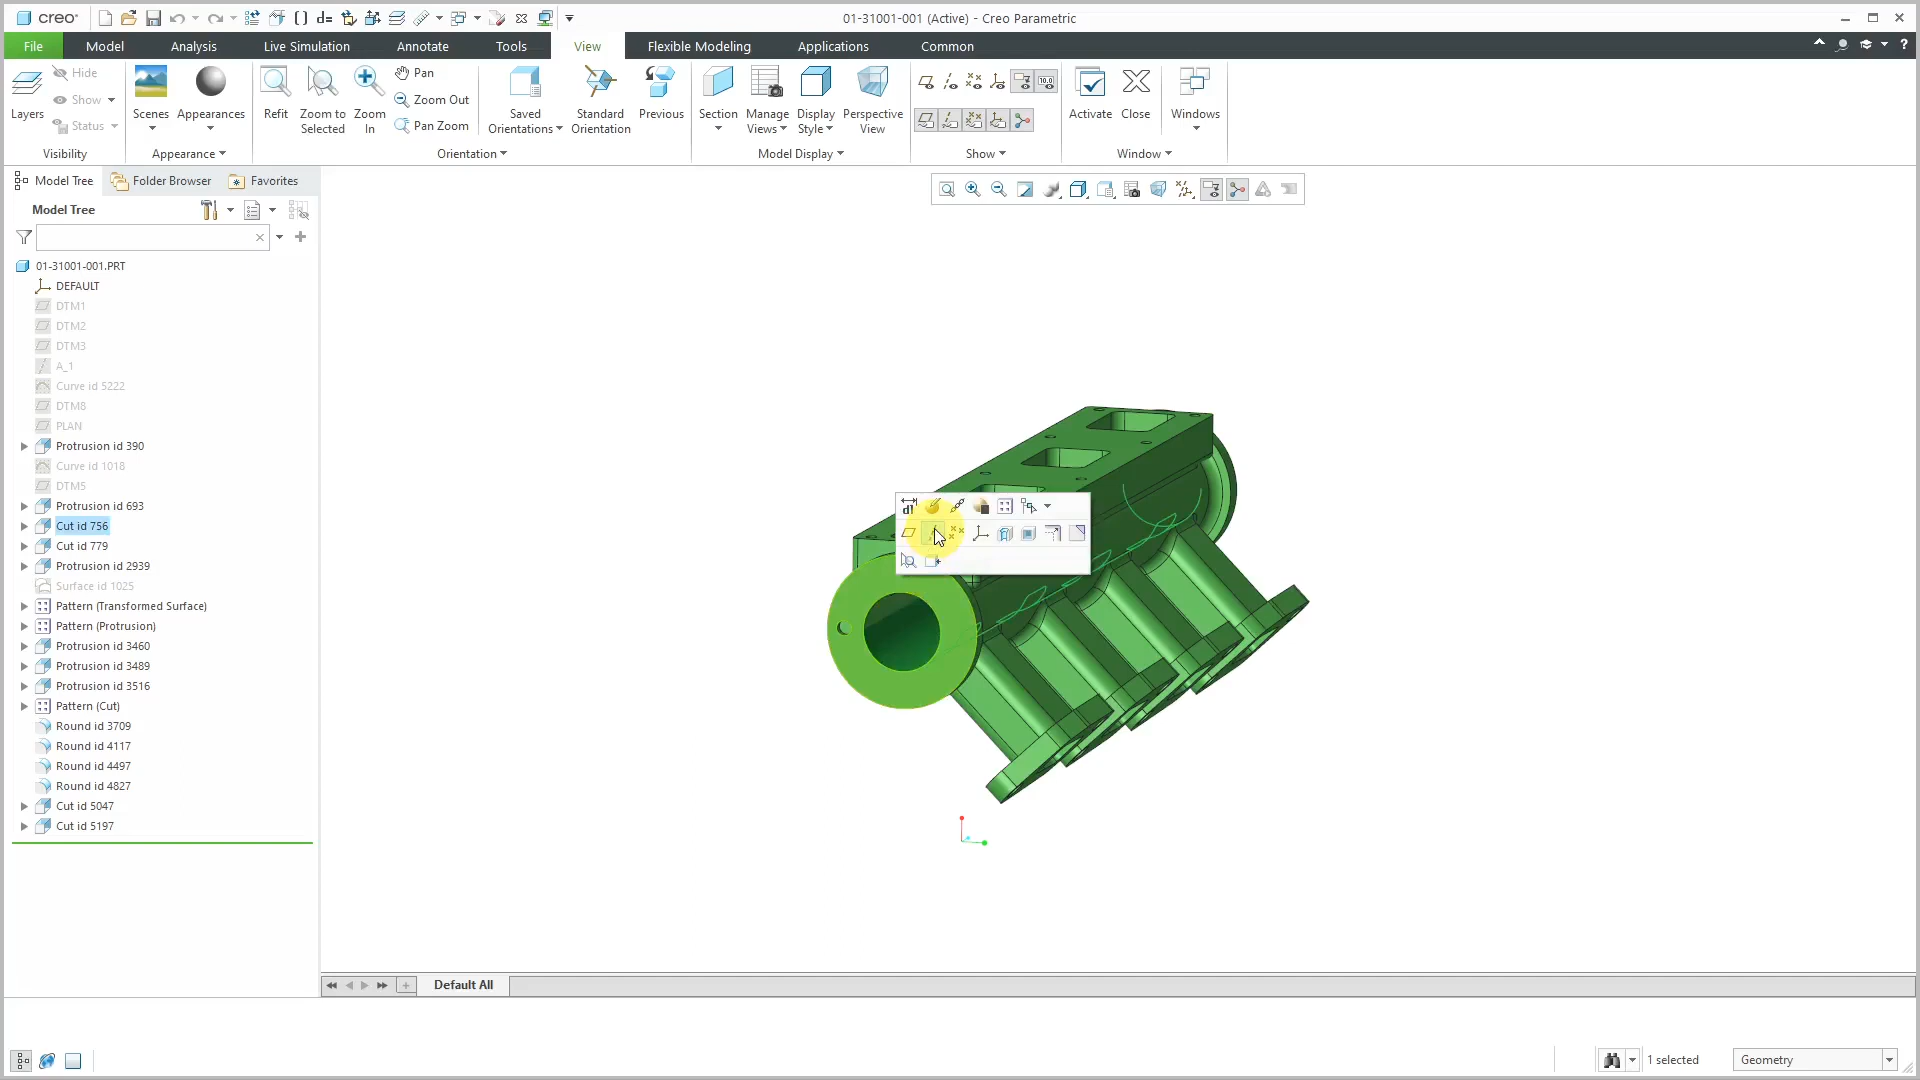 creo
01-31001-001 (Active) - Creo Parametric
File
Model
Analysis
Live Simulation
Annotate
Tools
View
Flexible Modeling
Applications
Common
Layers
Hide
Show
Status
Visibility
Scenes
Appearances
Appearance
Refit
Zoom to
Selected
Zoom
In
Pan
Zoom Out
Pan Zoom
Saved
Orientations
Standard
Orientation
Previous
Orientation
Section
Manage
Views
Display
Style
Perspective
View
Model Display
Show
Activate
Close
Windows
Window
Model Tree
Folder Browser
Favorites
Model Tree
01-31001-001.PRT
DEFAULT
DTM1
DTM2
DTM3
A_1
Curve id 5222
DTM8
PLAN
Protrusion id 390
Curve id 1018
DTM5
Protrusion id 693
Cut id 756
Cut id 779
Protrusion id 2939
Surface id 1025
Pattern (Transformed Surface)
Pattern (Protrusion)
Protrusion id 3460
Protrusion id 3489
Protrusion id 3516
Pattern (Cut)
Round id 3709
Round id 4117
Round id 4497
Round id 4827
Cut id 5047
Cut id 5197
Default All
1 selected
Geometry